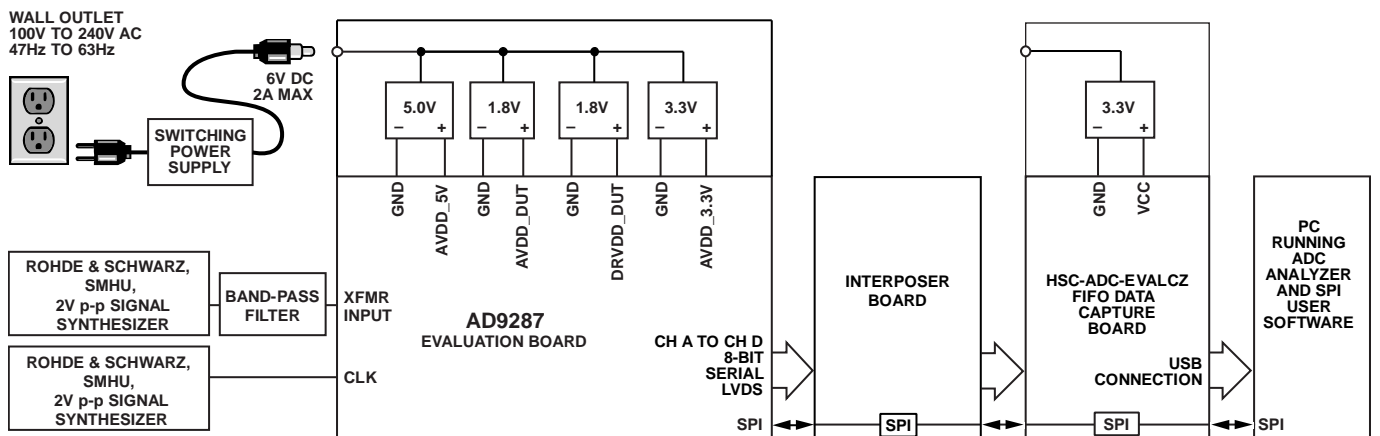 WALL OUTLET
100V TO 240V AC
47Hz TO 63Hz
6V DC
2A MAX
SWITCHING
POWER
SUPPLY
5.0V
– +
1.8V
– +
1.8V
– +
3.3V
– +
3.3V
– +
GND
AVDD_5V
GND
AVDD_DUT
GND
DRVDD_DUT
GND
AVDD_3.3V
GND
VCC
ROHDE & SCHWARZ,
SMHU,
2V p-p SIGNAL
SYNTHESIZER
BAND-PASS
FILTER
XFMR
INPUT
ROHDE & SCHWARZ,
SMHU,
2V p-p SIGNAL
SYNTHESIZER
CLK
AD9287
EVALUATION BOARD
CH A TO CH D
8-BIT
SERIAL
LVDS
SPI
INTERPOSER
BOARD
SPI
HSC-ADC-EVALCZ
FIFO DATA
CAPTURE
BOARD
USB
CONNECTION
SPI
PC
RUNNING
ADC
ANALYZER
AND SPI
USER
SOFTWARE
SPI